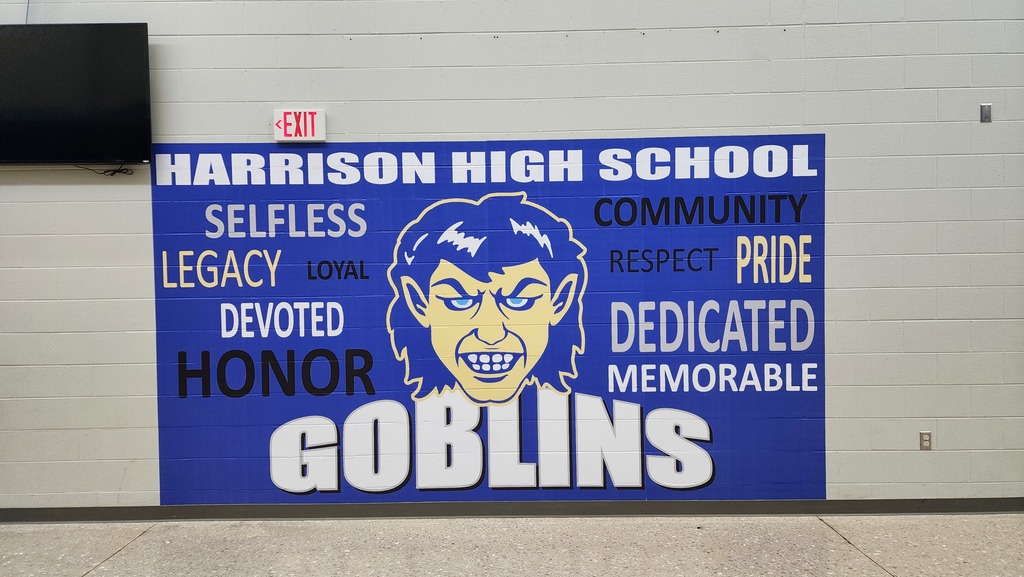 <EXIT
HARRISON HIGH SCHOOL
SELFLESS
COMMUNITY
LEGACY LOYAL
RESPECT PRIDE
DEVOTED
DEDICATED
HONOR
MEMORABLE
GOBLINS